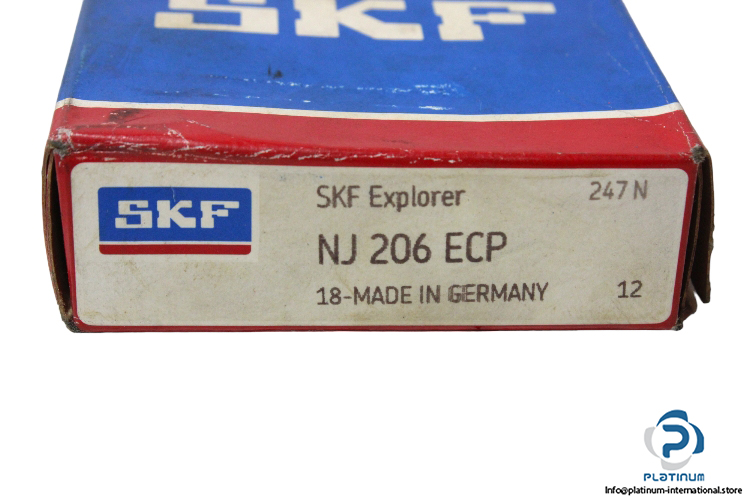 SKF
SKF
SKF Explorer
247 N
NJ 206 ECP
18-MADE IN GERMANY
12
PLATINUM
Info@platinum-international.store